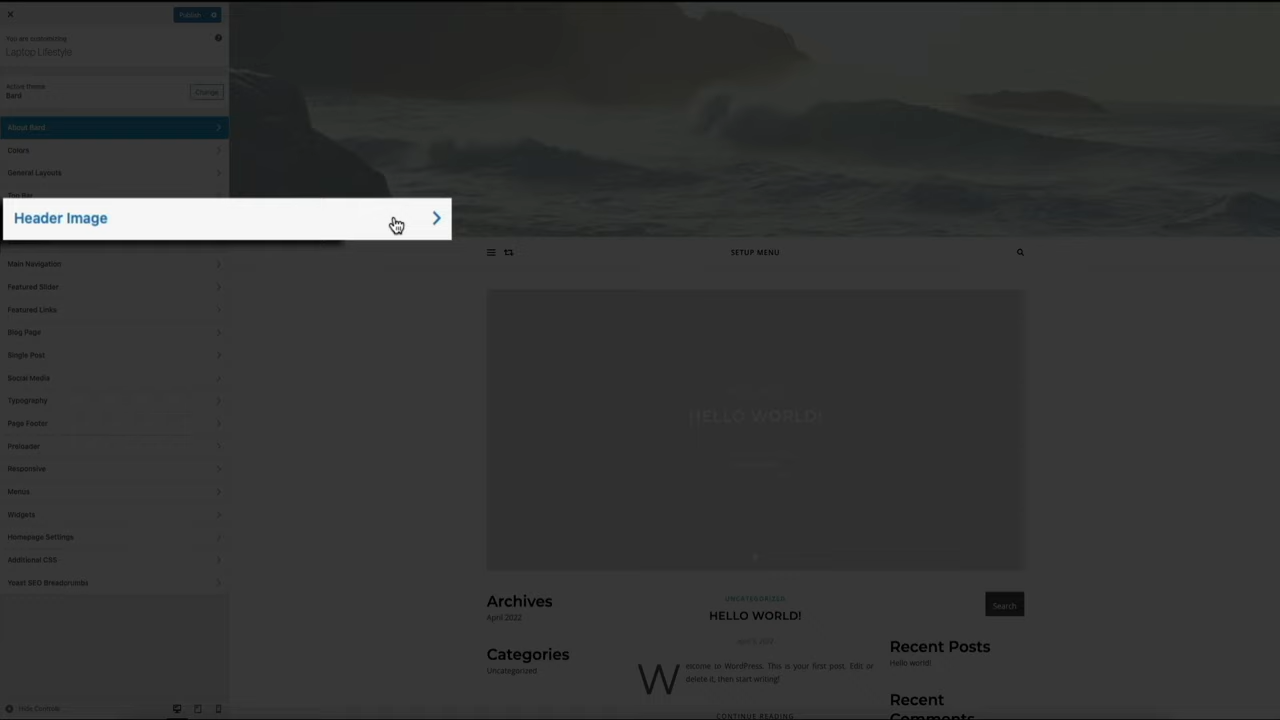 Publish
You are customizing
Laptop Lifestyle
Active theme
Bard
Change
About Bard
Colors
General Layouts
Top Bar
Header Image
Main Navigation
Featured Slider
Featured Links
Blog Page
Single Post
Social Media
Typography
Page Footer
Preloader
Responsive
Menus
Widgets
Homepage Settings
Additional CSS
Yoast SEO Breadcrumbs
Hide Controls
SETUP MENU
HELLO WORLD!
Archives
April 2022
Categories
Uncategorized
UNCATEGORIZED
HELLO WORLD!
Welcome to WordPress. This is your first post. Edit or
delete it, then start writing!
CONTINUE READING
Search
Recent Posts
Hello world!
Recent
Comments